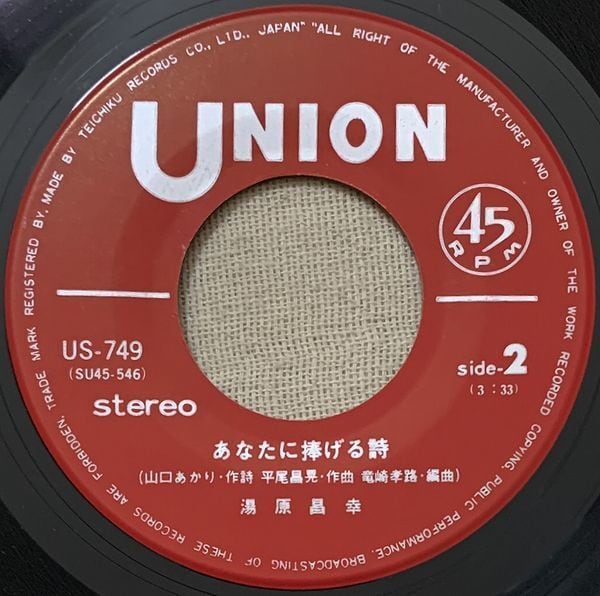 TRADE MARK REGISTERED BY. MADE BY TEICHIKU RECORDS CO., LTD., JAPAN" "ALL RIGHT OF THE MANUFACTURER AND OWNER OF THE WORK RECORDED COPYING, PUBLIC PERFORMANCE, BROADCASTING OF THESE RECORDS ARE FORBIDDEN.
UNION
45
RPM
US-749
(SU45-546)
stereo
side-2
(3:33)
あなたに捧げる詩
(山口あかり・作詩 平尾昌晃・作曲 竜崎孝路・編曲)
湯原昌幸